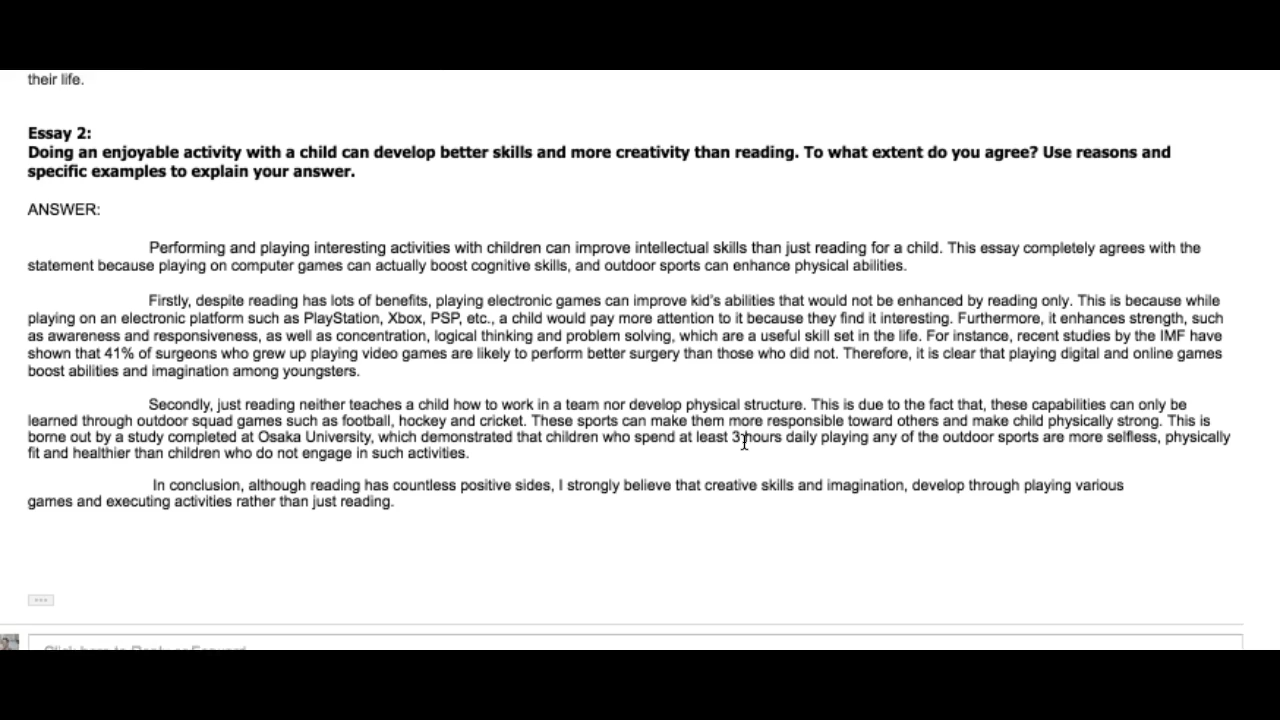 their life.
Essay 2:
Doing an enjoyable activity with a child can develop better skills and more creativity than reading. To what extent do you agree? Use reasons and
specific examples to explain your answer.
ANSWER:
Performing and playing interesting activities with children can improve intellectual skills than just reading for a child. This essay completely agrees with the
statement because playing on computer games can actually boost cognitive skills, and outdoor sports can enhance physical abilities.
Firstly, despite reading has lots of benefits, playing electronic games can improve kid's abilities that would not be enhanced by reading only. This is because while
playing on an electronic platform such as PlayStation, Xbox, PSP, etc., a child would pay more attention to it because they find it interesting. Furthermore, it enhances strength, such
as awareness and responsiveness, as well as concentration, logical thinking and problem solving, which are a useful skill set in the life. For instance, recent studies by the IMF have
shown that 41% of surgeons who grew up playing video games are likely to perform better surgery than those who did not. Therefore, it is clear that playing digital and online games
boost abilities and imagination among youngsters.
Secondly, just reading neither teaches a child how to work in a team nor develop physical structure. This is due to the fact that, these capabilities can only be
learned through outdoor squad games such as football, hockey and cricket. These sports can make them more responsible toward others and make child physically strong. This is
borne out by a study completed at Osaka University, which demonstrated that children who spend at least 3 hours daily playing any of the outdoor sports are more selfless, physically
fit and healthier than children who do not engage in such activities.
In conclusion, although reading has countless positive sides, I strongly believe that creative skills and imagination, develop through playing various
games and executing activities rather than just reading.
Click here to Reply or Forward